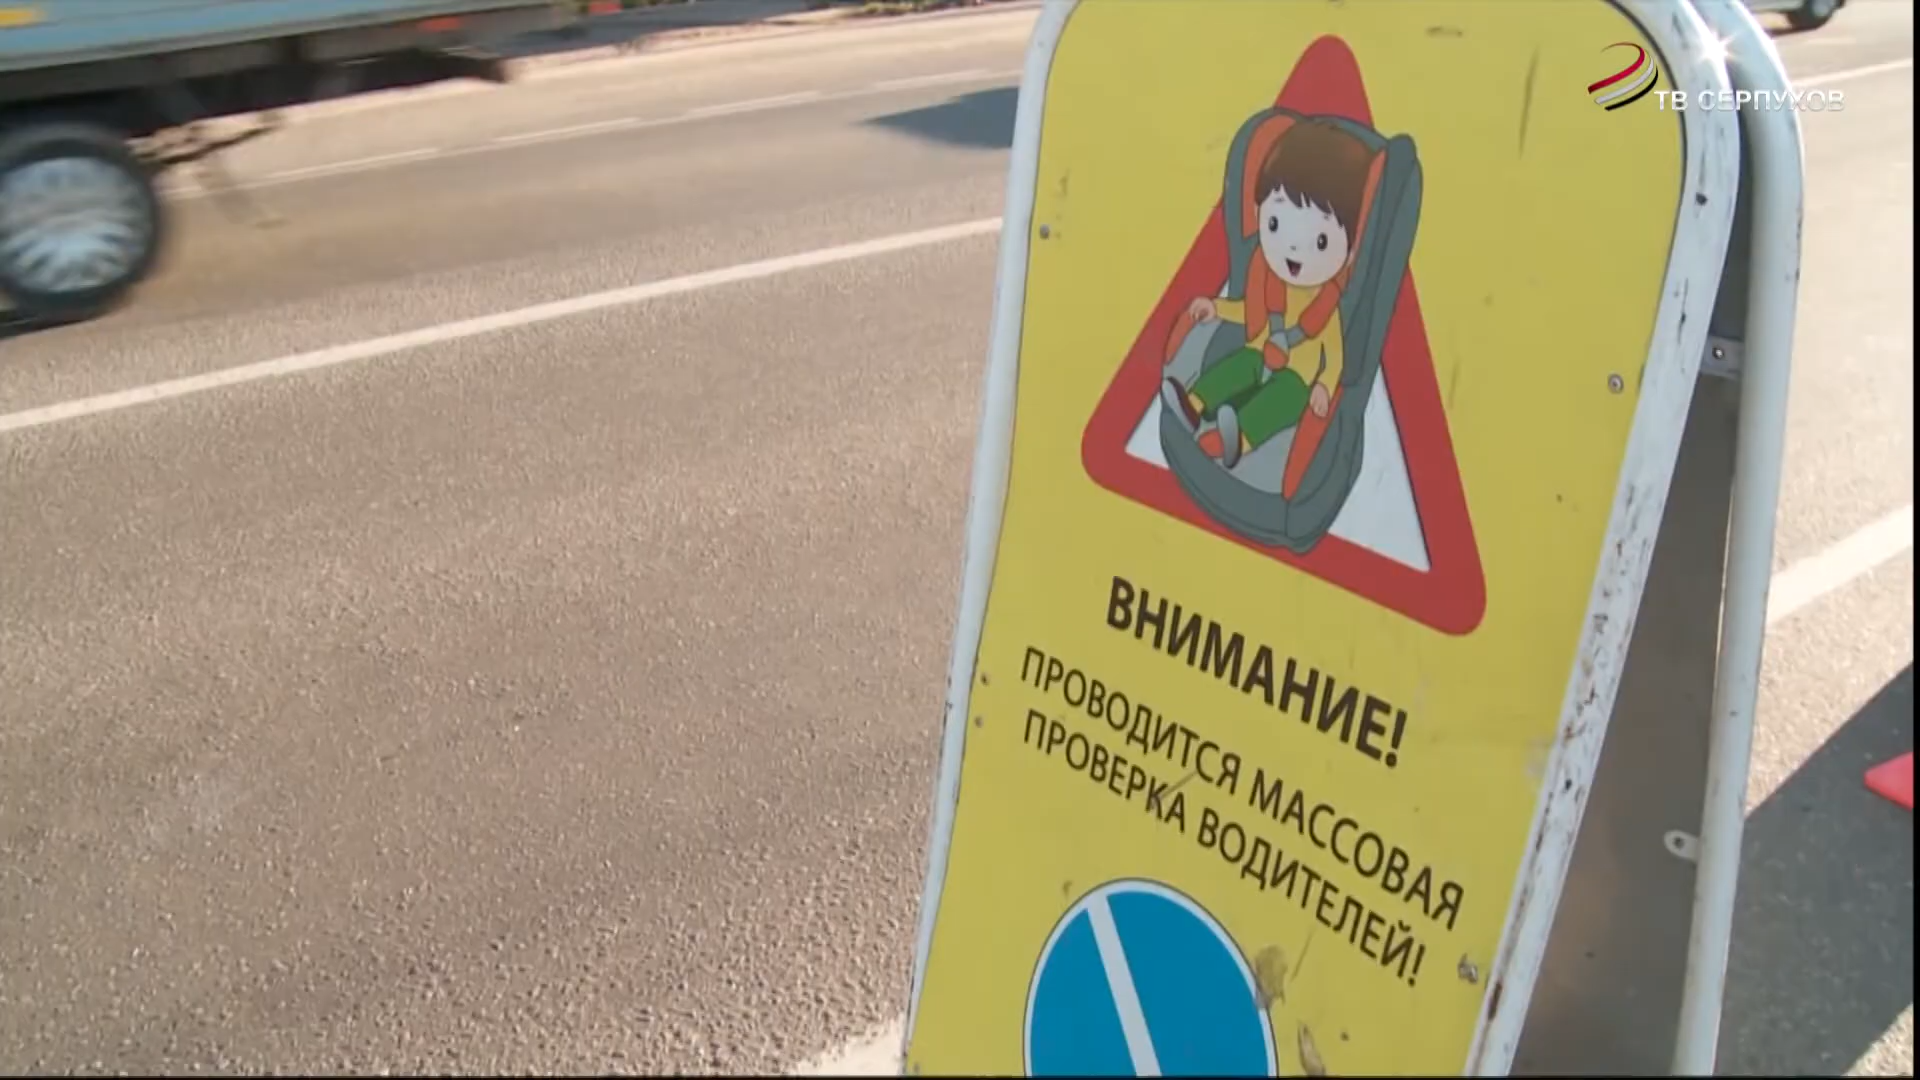 ТВ СЕРПУХОВ
ВНИМАНИЕ!
ПРОВОДИТСЯ МАССОВАЯ
ПРОВЕРКА ВОДИТЕЛЕЙ!